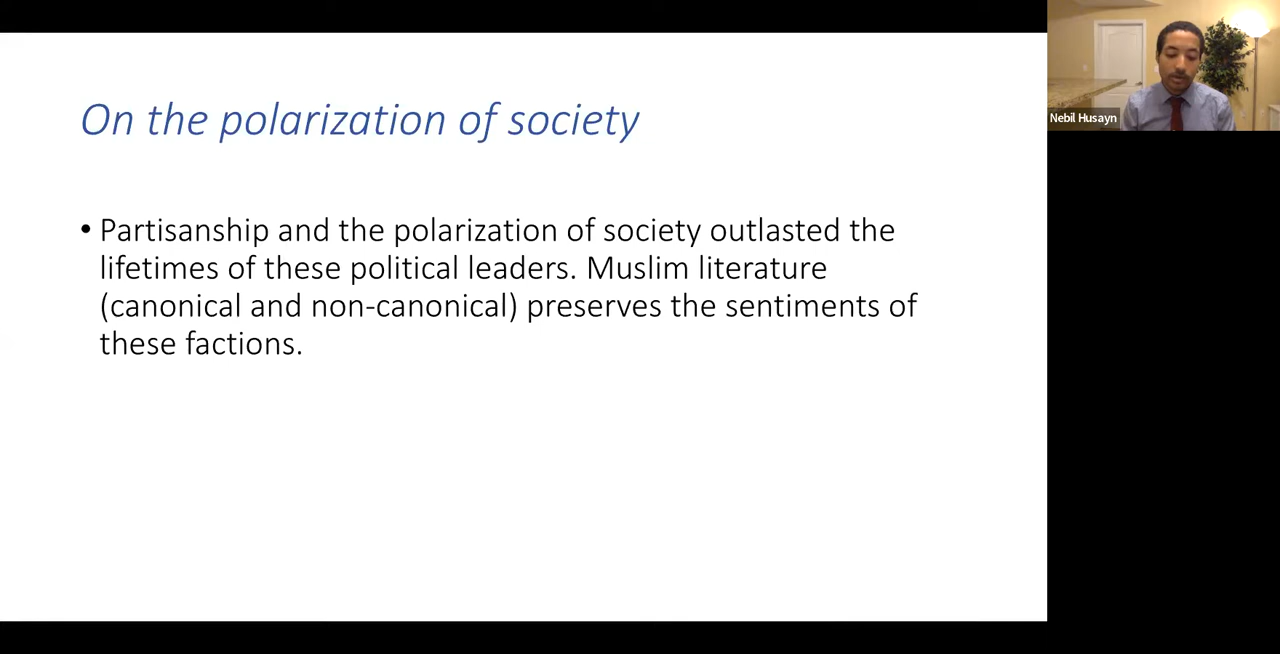 On the polarization of society
• Partisanship and the polarization of society outlasted the
lifetimes of these political leaders. Muslim literature
(canonical and non-canonical) preserves the sentiments of
these factions.
Nebil Husayn